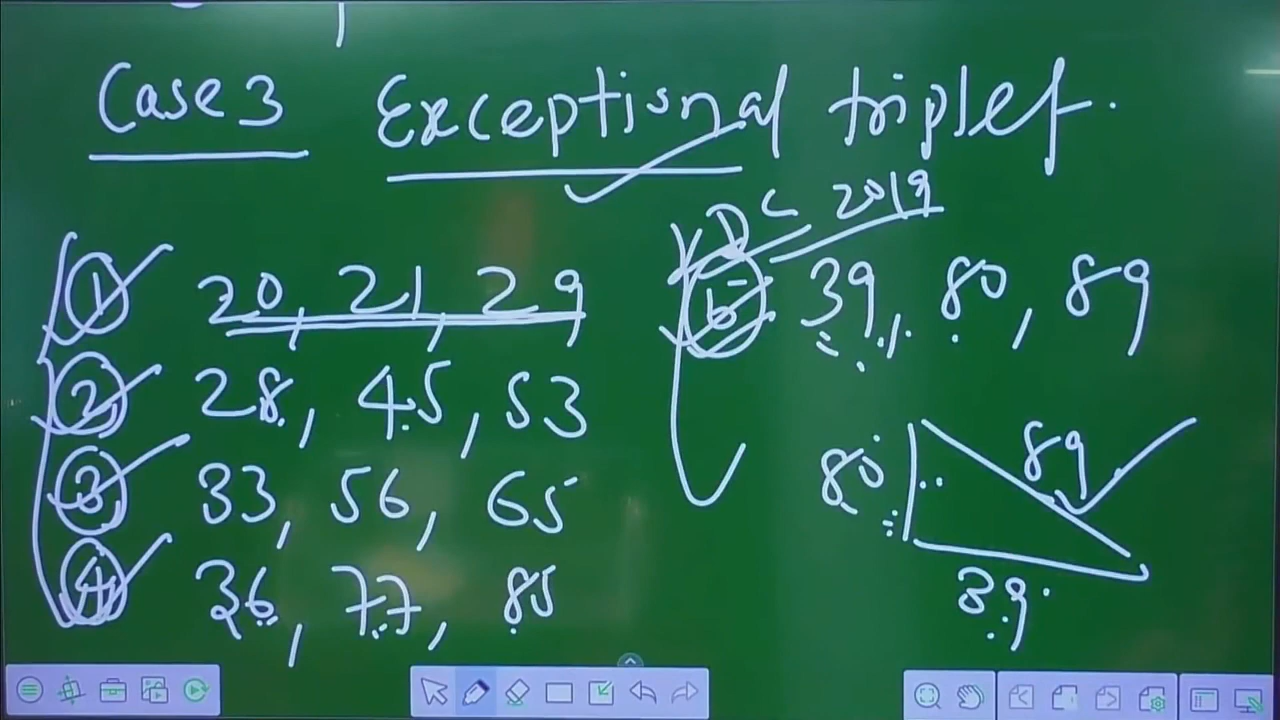 Case 3 Exceptional triplet.
① 20, 21, 29
② 28, 45, 53
③ 33, 56, 65
④ 36, 77, 85
2019
39, 80, 89
80
89
39